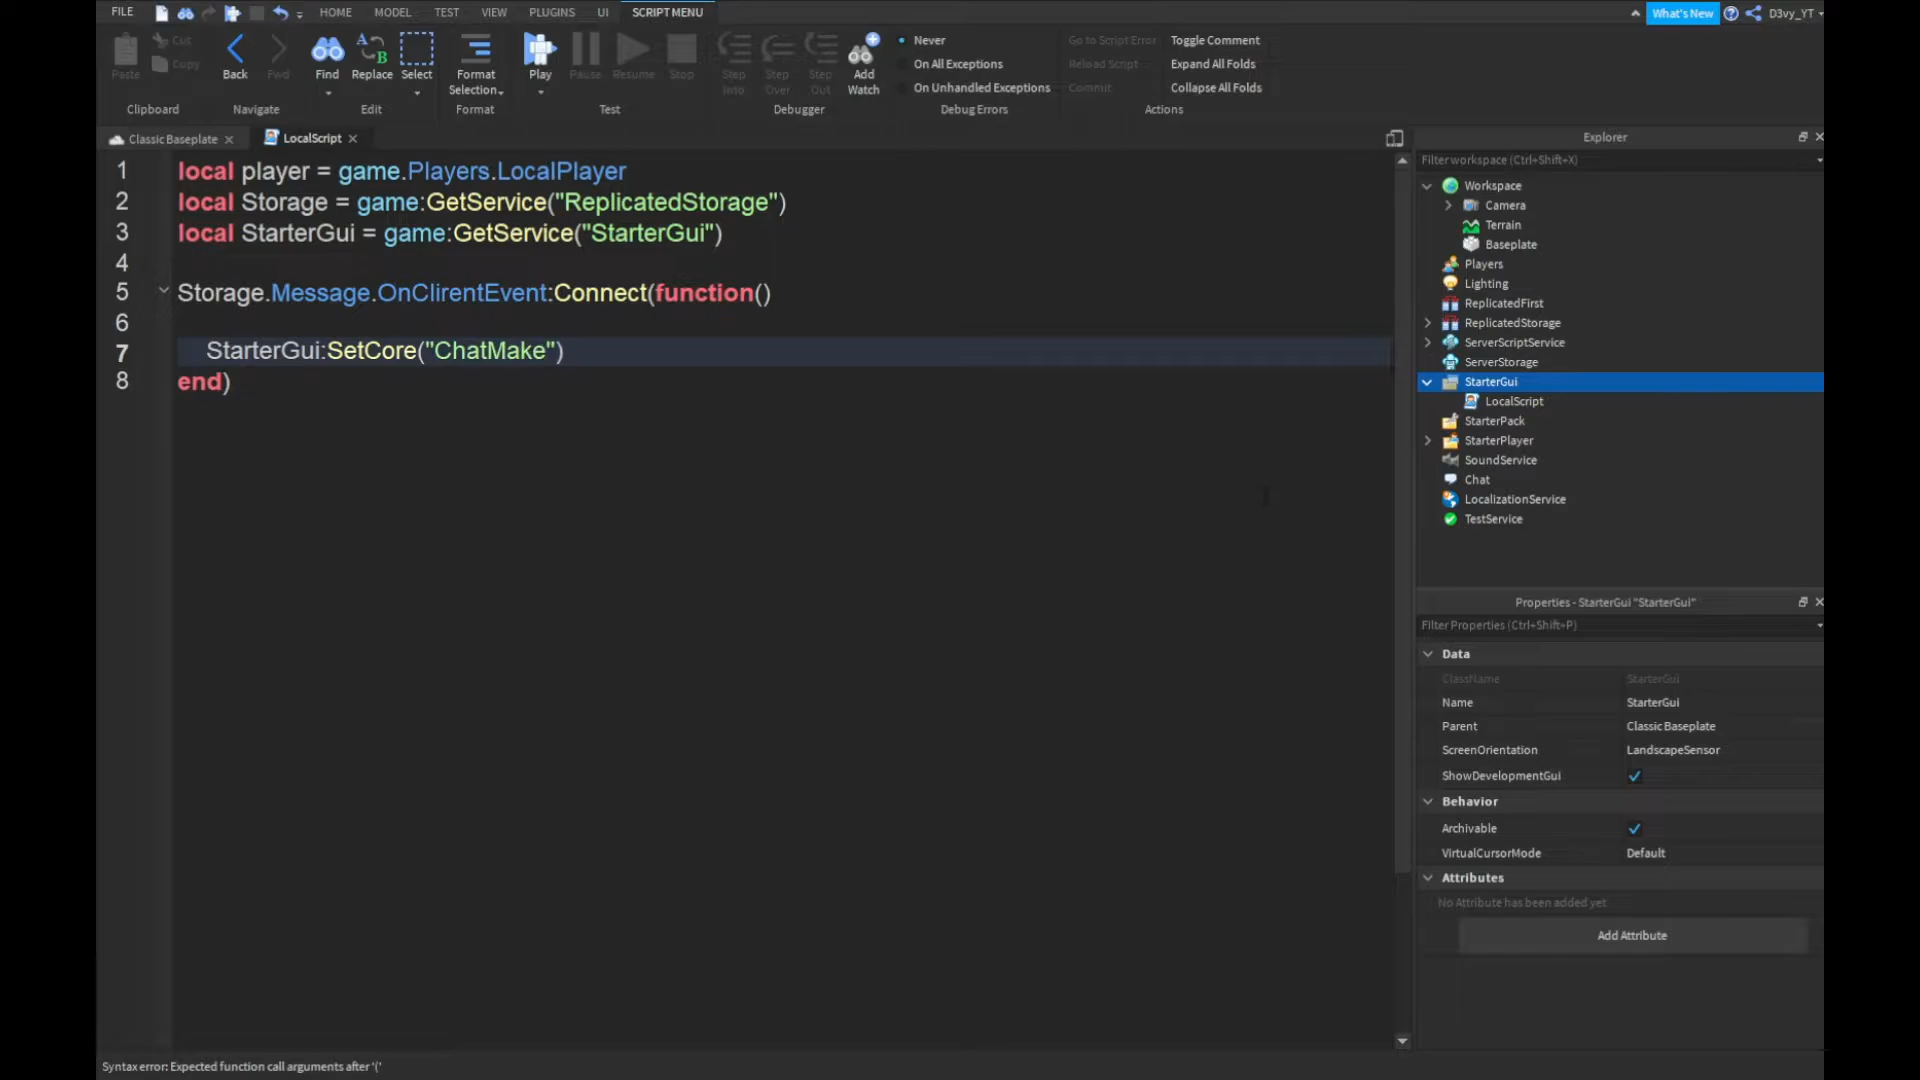 FILE HOME MODEL TEST VIEW PLUGINS UI SCRIPT MENU What's New D3vy_YT
Paste Cut Copy Back Fwd Find Replace Select Format Selection Play Pause Resume Stop Step Into Step Over Step Out Add Watch
Never
On All Exceptions
On Unhandled Exceptions
Go to Script Error
Reload Script
Commit
Toggle Comment
Expand All Folds
Collapse All Folds
Clipboard Navigate Edit Format Test Debugger Debug Errors Actions
Classic Baseplate LocalScript
1 local player = game.Players.LocalPlayer
2 local Storage = game:GetService("ReplicatedStorage")
3 local StarterGui = game:GetService("StarterGui")
4
5 Storage.Message.OnClirentEvent:Connect(function()
6
7 StarterGui:SetCore("ChatMake")
8 end)
Explorer
Filter workspace (Ctrl+Shift+X)
Workspace
Camera
Terrain
Baseplate
Players
Lighting
ReplicatedFirst
ReplicatedStorage
ServerScriptService
ServerStorage
StarterGui
LocalScript
StarterPack
StarterPlayer
SoundService
Chat
LocalizationService
TestService
Properties - StarterGui "StarterGui"
Filter Properties (Ctrl+Shift+P)
Data
ClassName StarterGui
Name StarterGui
Parent Classic Baseplate
ScreenOrientation LandscapeSensor
ShowDevelopmentGui
Behavior
Archivable
VirtualCursorMode Default
Attributes
No Attribute has been added yet
Add Attribute
Syntax error: Expected function call arguments after '('